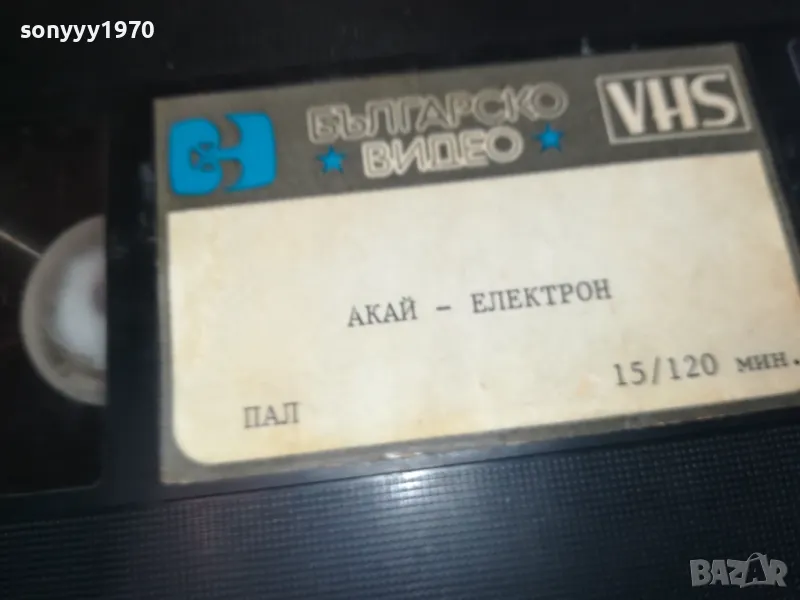 sonyyy1970
БЪЛГАРСКО
ВИДЕО
VHS
АКАЙ - ЕЛЕКТРОН
15/120 мин.
ПАЛ
BAZAR